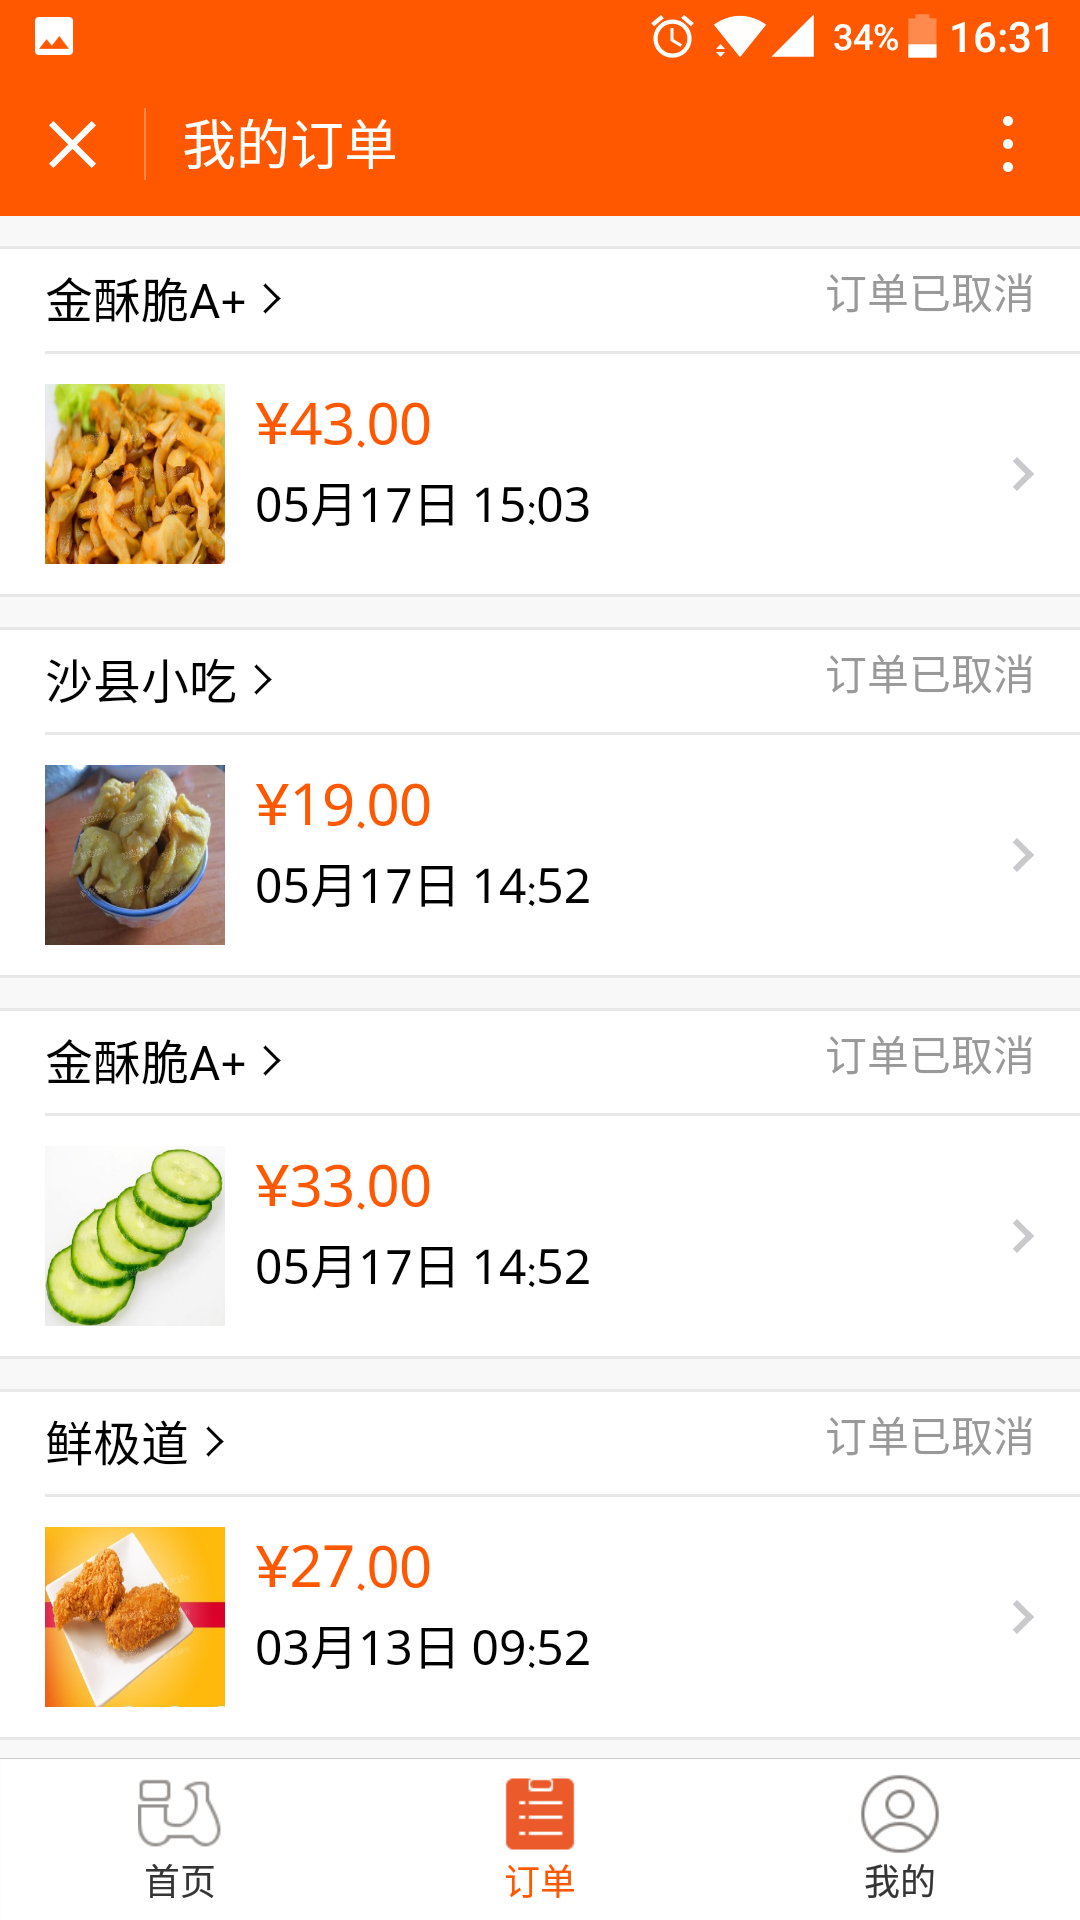 34% 16:31
我的订单
金酥脆A+ 订单已取消
¥43.00
05月17日 15:03
沙县小吃 订单已取消
¥19.00
05月17日 14:52
金酥脆A+ 订单已取消
¥33.00
05月17日 14:52
鲜极道 订单已取消
¥27.00
03月13日 09:52
首页 订单 我的